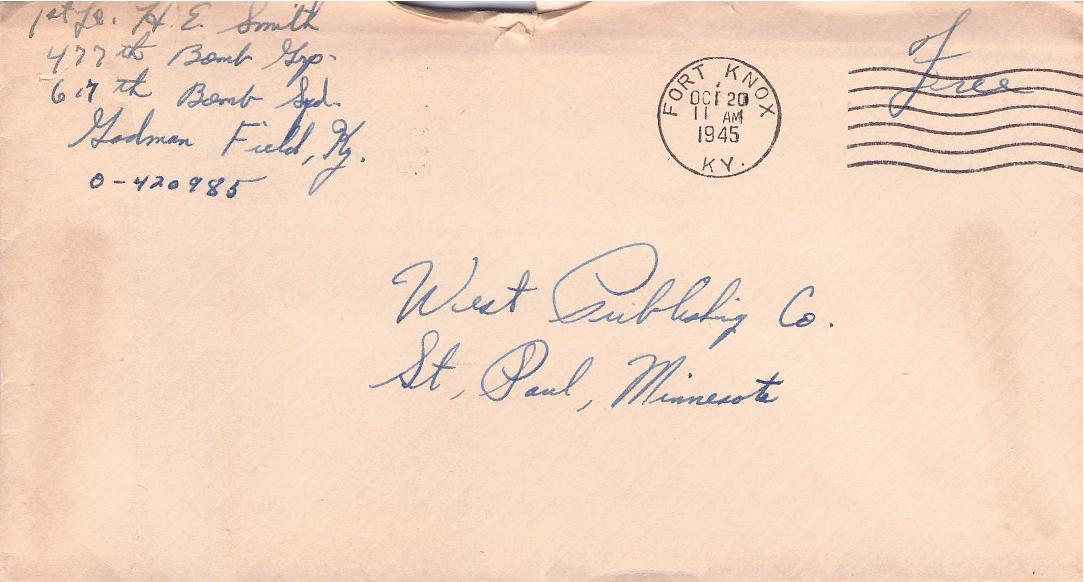 1st Lt. H. E. Smith
477th Bomb Grp.
617th Bomb Sqd.
Godman Field, Ky.
O-420985
FORT KNOX
OCT 20
11 AM
1945
KY.
Free
West Publishing Co.
St, Paul, Minnesota